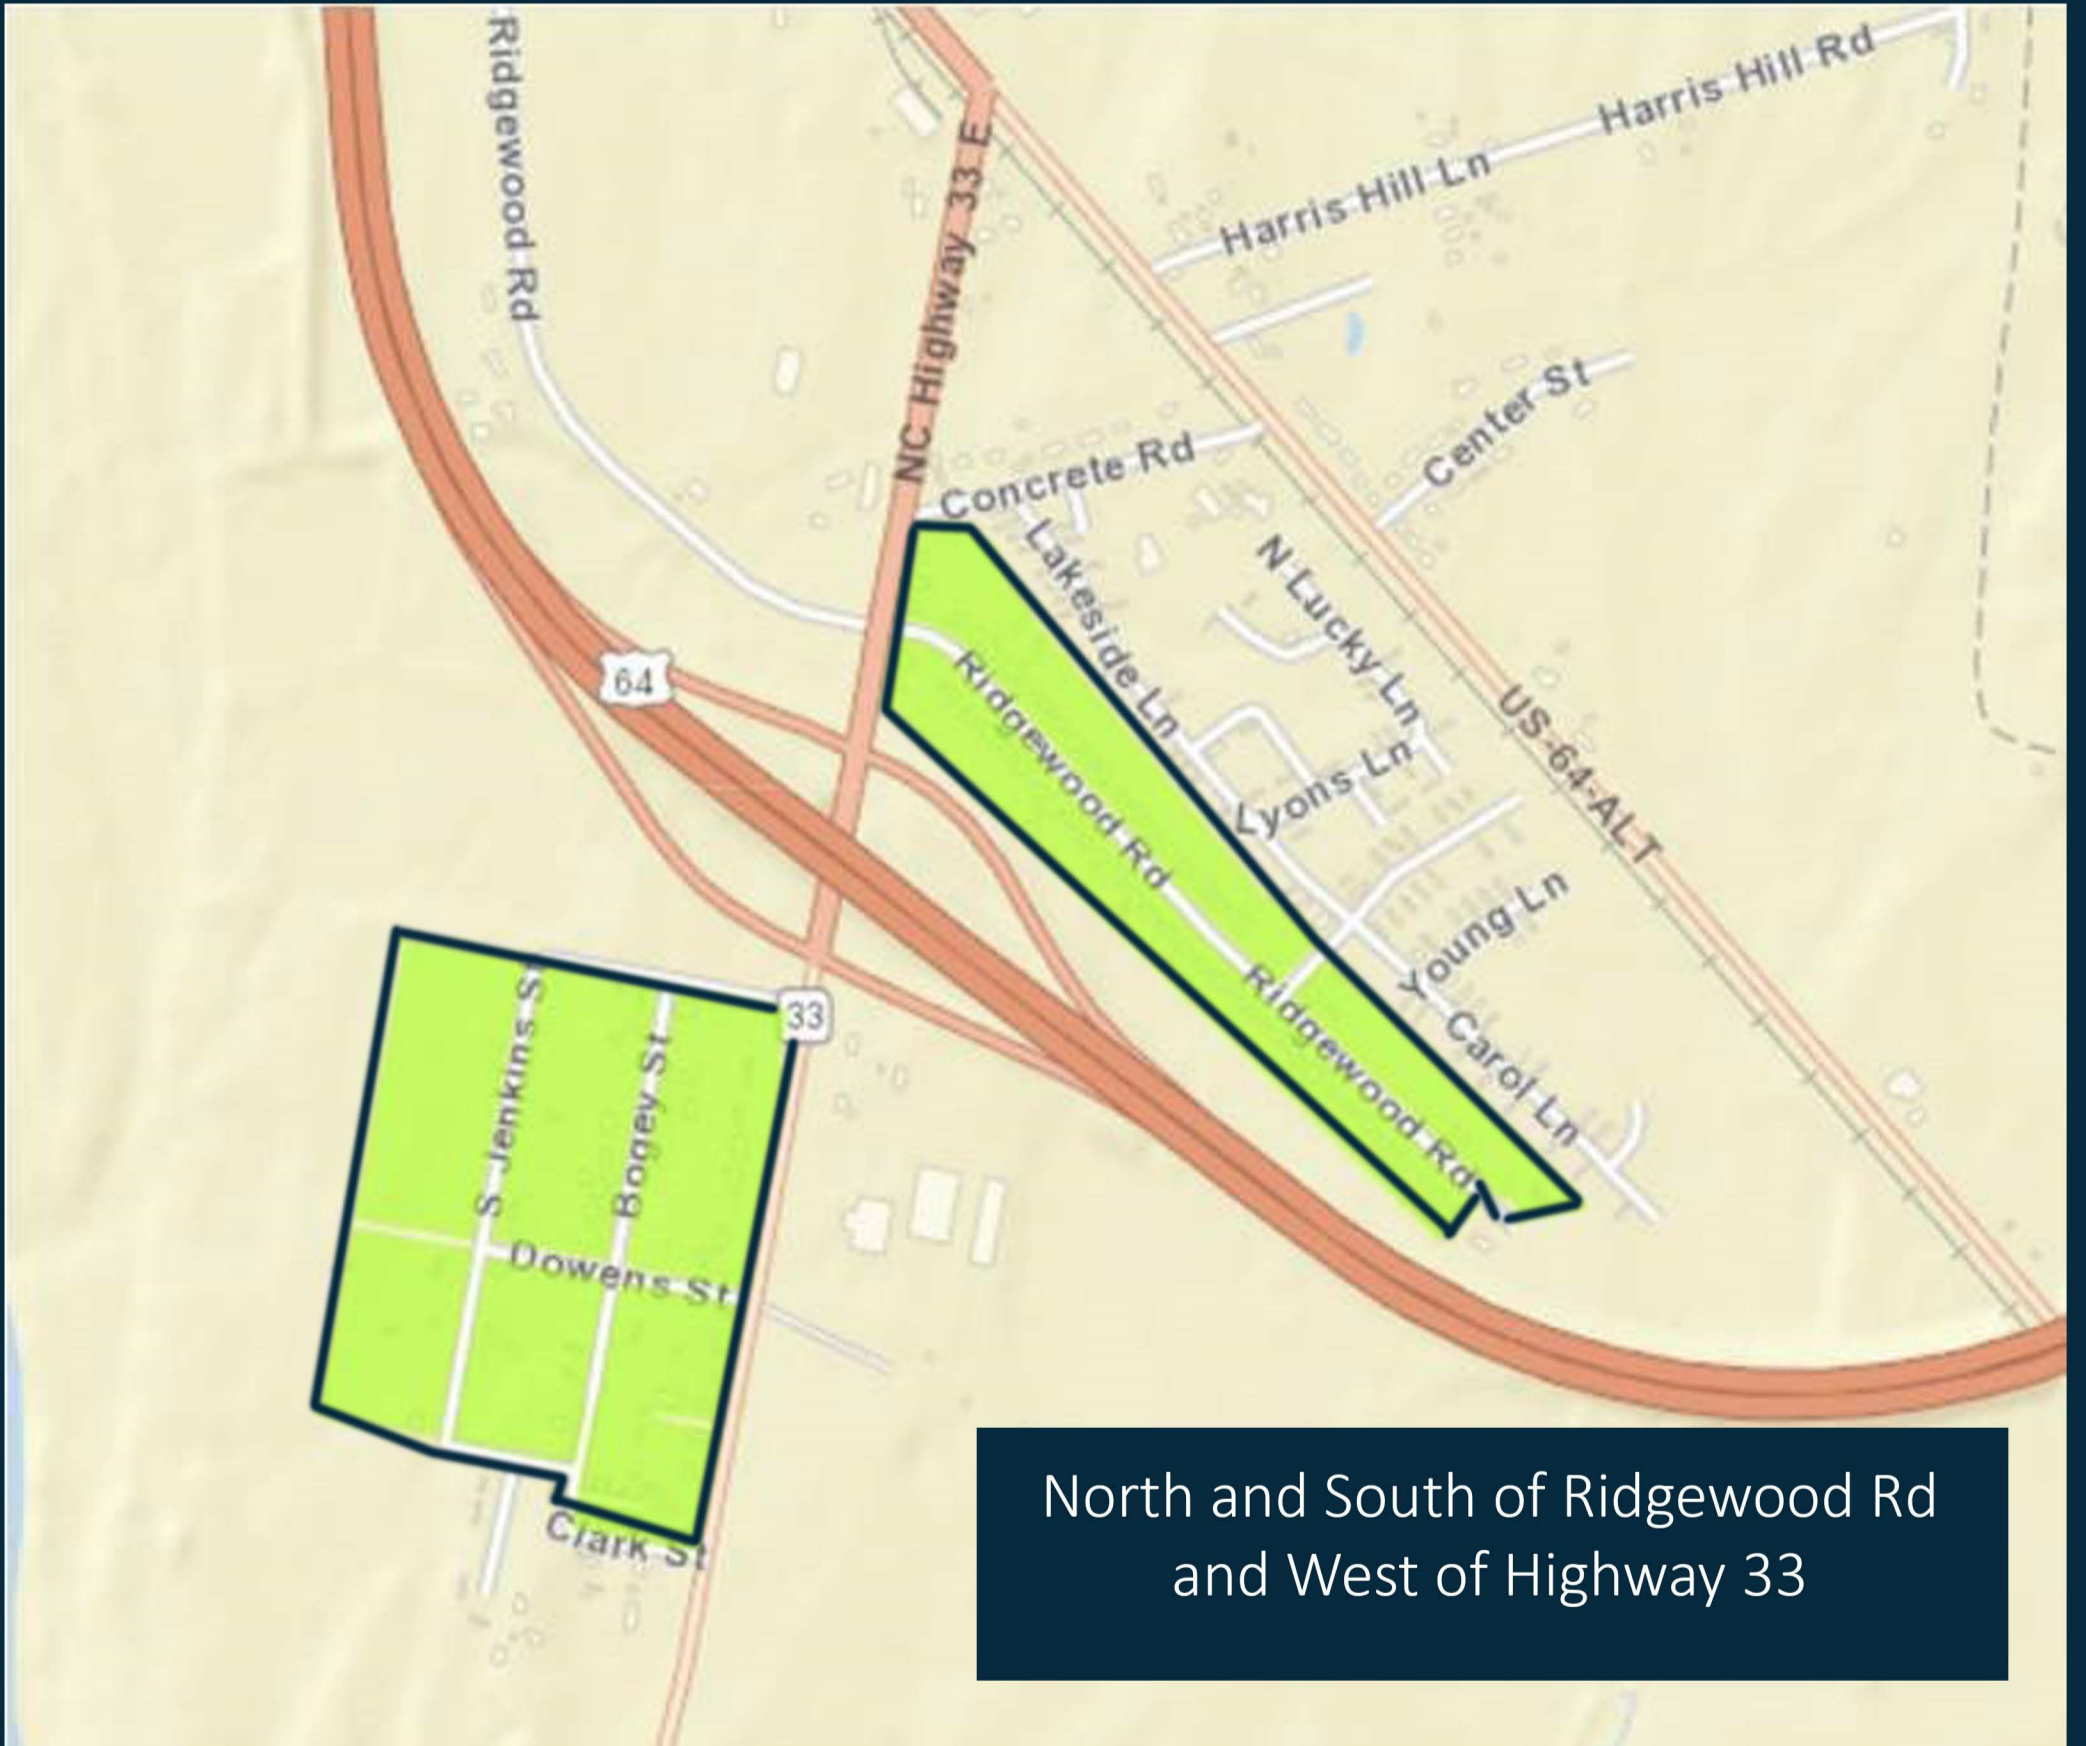 Ridgewood Rd
NC Highway 33 E
Harris Hill Rd
Harris Hill Ln
Center St
Concrete Rd
Lakeside Ln
N Lucky Ln
64
Ridgewood Rd
Lyons Ln
US-64-ALT
Young Ln
33
S Jenkins St
Bogey St
Ridgewood Rd
Carol Ln
Dowens St
Clark St
North and South of Ridgewood Rd
and West of Highway 33